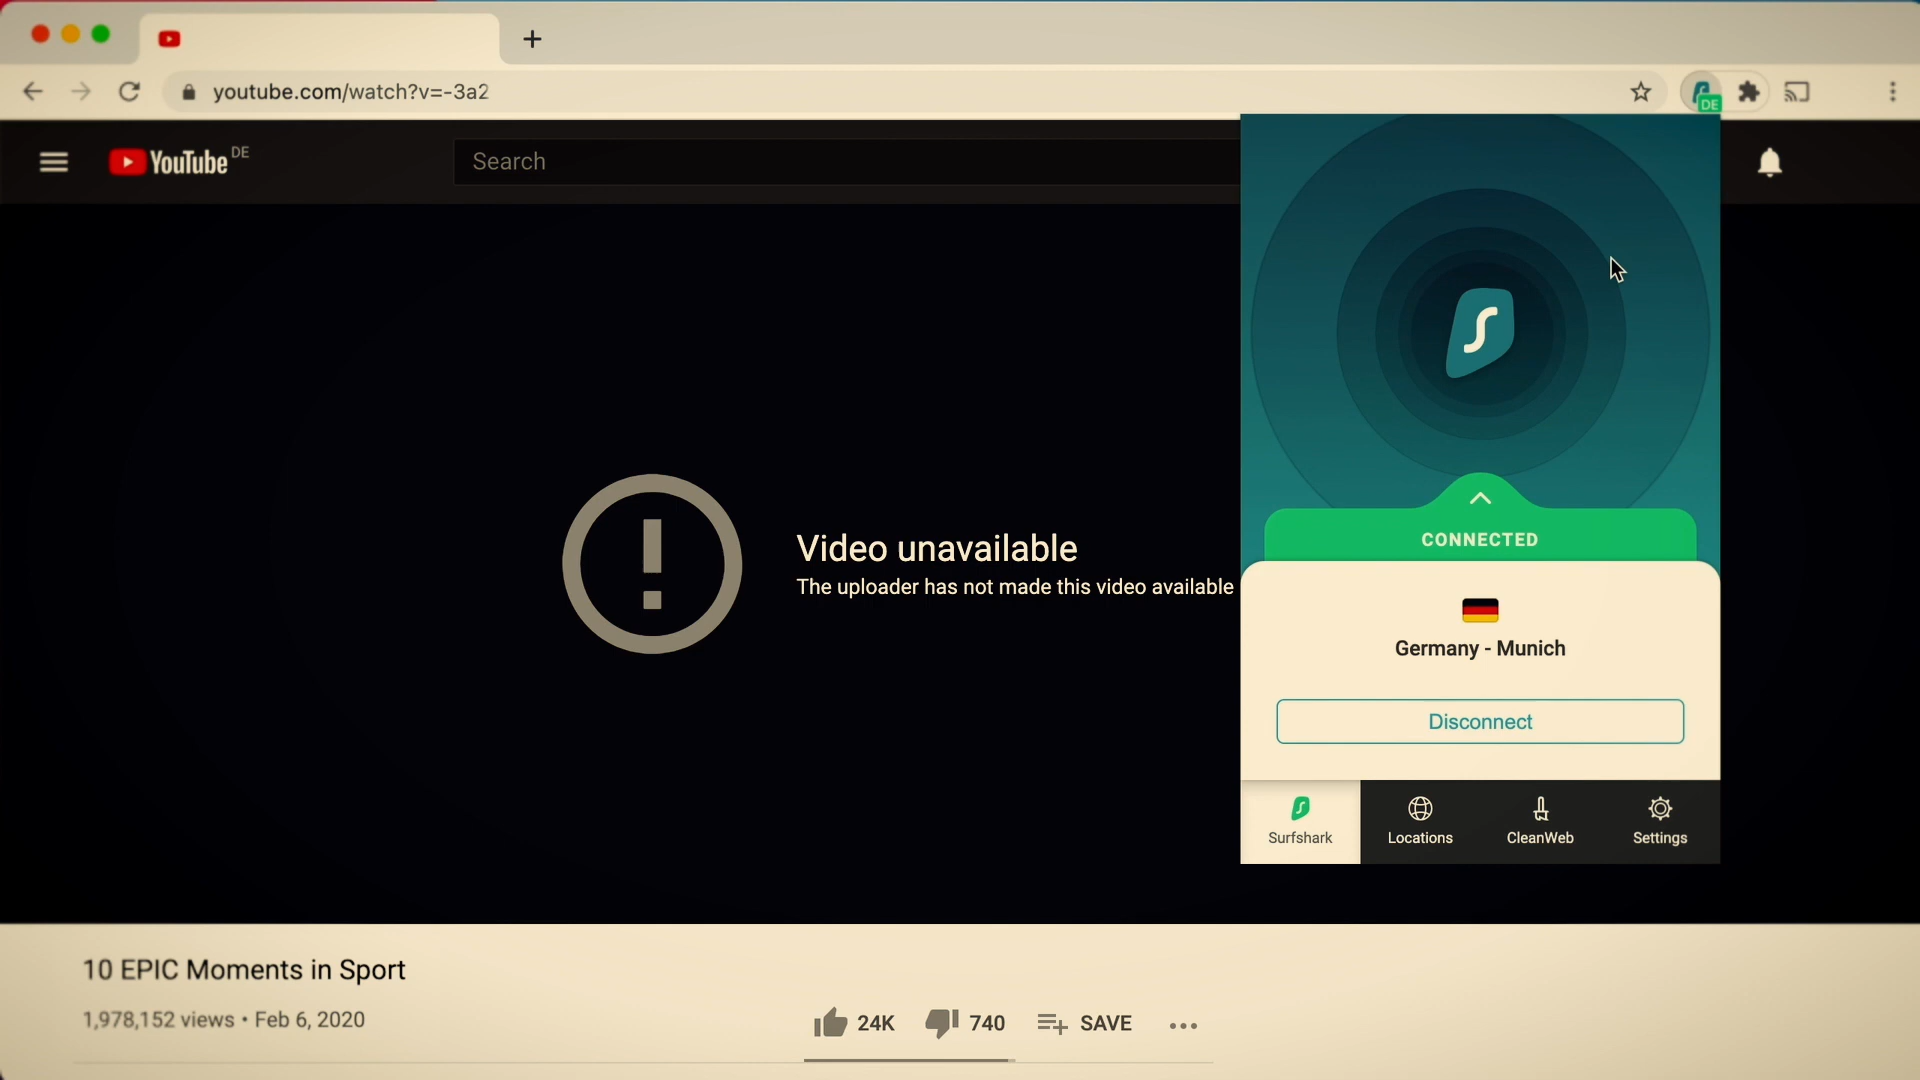 youtube.com/watch?v=-3a2
DE
YouTube DE
Search
Video unavailable
The uploader has not made this video available
CONNECTED
Germany - Munich
Disconnect
Surfshark
Locations
CleanWeb
Settings
10 EPIC Moments in Sport
1,978,152 views • Feb 6, 2020
24K
740
SAVE